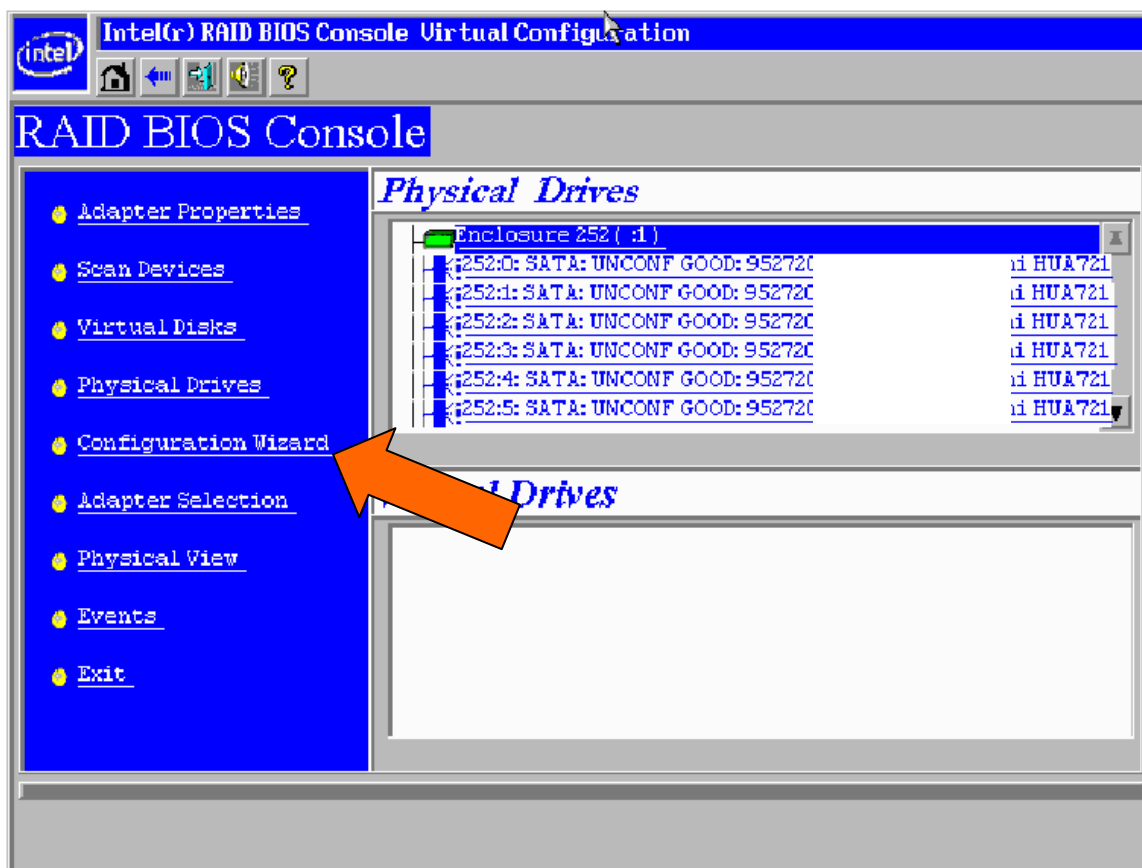 Intel(r) RAID BIOS Console Virtual Configuration
intel
RAID BIOS Console
Adapter Properties
Scan Devices
Virtual Disks
Physical Drives
Configuration Wizard
Adapter Selection
Physical View
Events
Exit
Physical Drives
Enclosure 252 ( :1 )
252:0: SATA: UNCONF GOOD: 952720 HUA721
252:1: SATA: UNCONF GOOD: 952720 HUA721
252:2: SATA: UNCONF GOOD: 952720 HUA721
252:3: SATA: UNCONF GOOD: 952720 HUA721
252:4: SATA: UNCONF GOOD: 952720 HUA721
252:5: SATA: UNCONF GOOD: 952720 HUA721
Drives